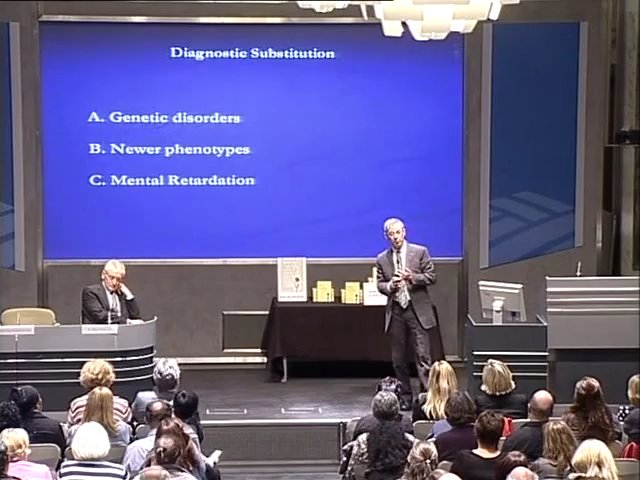 Diagnostic Substitution
A. Genetic disorders
B. Newer phenotypes
C. Mental Retardation